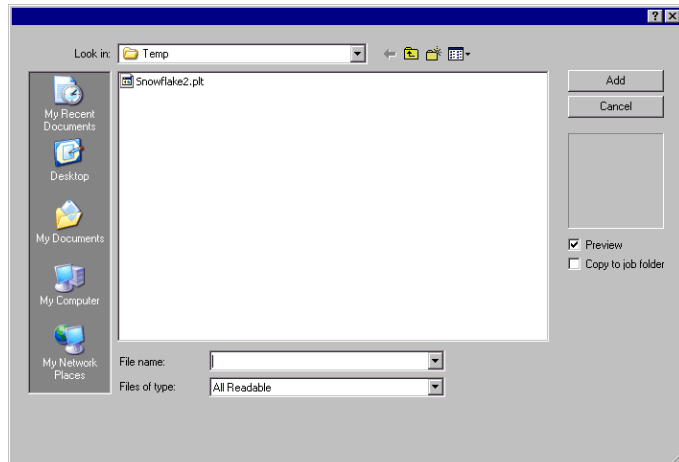 Look in:
Temp
Snowflake2.plt
My Recent
Documents
Desktop
My Documents
My Computer
My Network
Places
File name:
Files of type:
All Readable
Add
Cancel
Preview
Copy to job folder